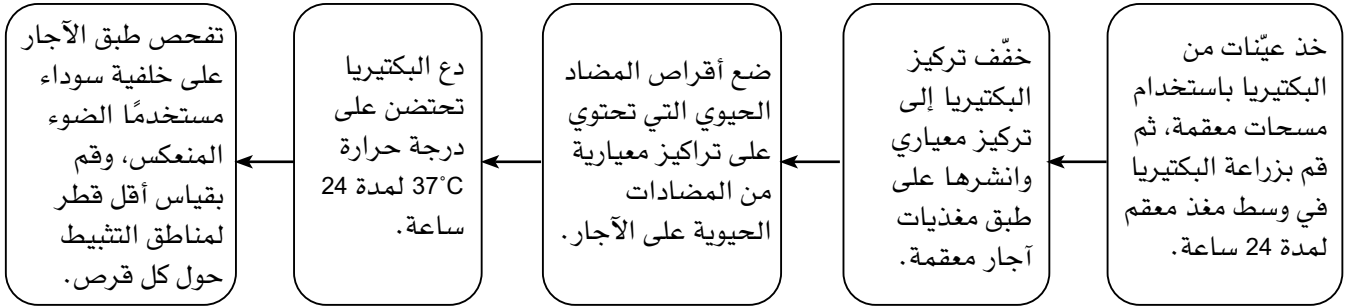 خذ عيّنات من
البكتيريا باستخدام
مسحات معقمة، ثم
قم بزراعة البكتيريا
في وسط مغذ معقم
لمدة 24 ساعة.
خفّف تركيز
البكتيريا إلى
تركيز معياري
وانشرها على
طبق مغذيات
آجار معقمة.
ضع أقراص المضاد
الحيوي التي تحتوي
على تراكيز معيارية
من المضادات
الحيوية على الآجار.
دع البكتيريا
تحتضن على
درجة حرارة
37˚C لمدة 24
ساعة.
تفحص طبق الآجار
على خلفية سوداء
مستخدمًا الضوء
المنعكس، وقم
بقياس أقل قطر
لمناطق التثبيط
حول كل قرص.